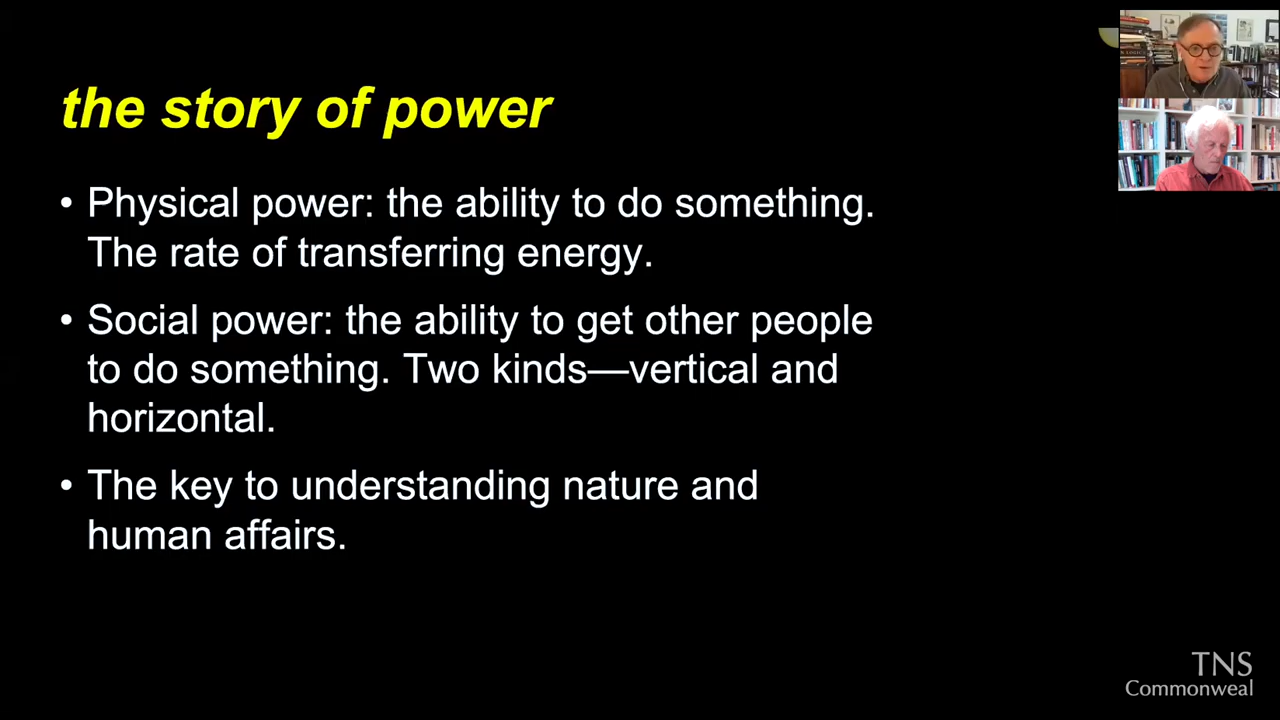 the story of power
• Physical power: the ability to do something.
The rate of transferring energy.
• Social power: the ability to get other people
to do something. Two kinds—vertical and
horizontal.
• The key to understanding nature and
human affairs.
TNS
Commonweal